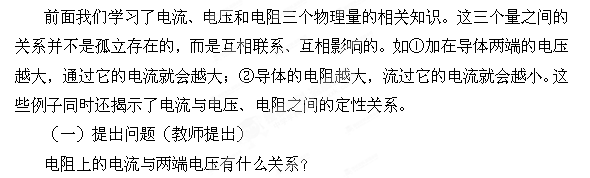 前面我们学习了电流、电压和电阻三个物理量的相关知识。这三个量之间的
关系并不是孤立存在的，而是互相联系、互相影响的。如①加在导体两端的电压
越大，通过它的电流就会越大；②导体的电阻越大，流过它的电流就会越小。这
些例子同时还揭示了电流与电压、电阻之间的定性关系。
（一）提出问题（教师提出）
电阻上的电流与两端电压有什么关系？